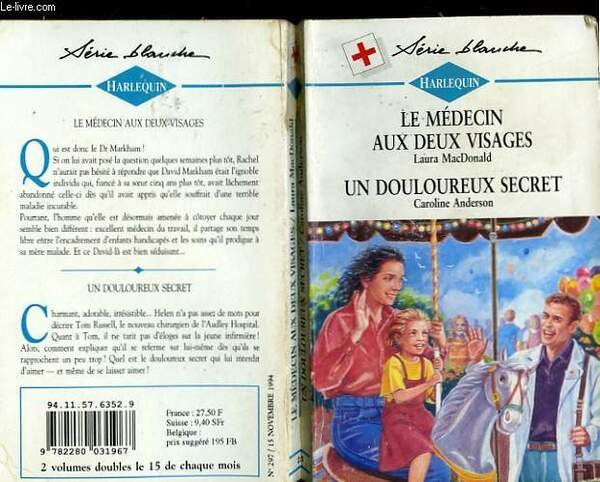 Le-livre.com
Série blanche
HARLEQUIN
LE MÉDECIN AUX DEUX VISAGES
Qui est donc le Dr Markham !
Si on lui avait posé la question quelques semaines plus tôt, Rachel
n'aurait pas hésité à répondre que David Markham était l'ignoble
individu qui, fiancé à sa sœur cinq ans plus tôt, avait lâchement
abandonné celle-ci dès qu'il avait appris qu'elle souffrait d'une terrible
maladie incurable.
Pourtant, l'homme qu'elle est désormais amenée à côtoyer chaque jour
semble bien différent : excellent médecin du travail, il partage son temps
libre entre l'encadrement d'enfants handicapés et les soins qu'il prodigue à
sa mère malade. Et ce David-là est bien séduisant...
UN DOULOUREUX SECRET
Charmant, adorable, irrésistible... Helen n'a pas assez de mots pour
décrire Tom Russell, le nouveau chirurgien de l'Audley Hospital.
Quant à Tom, il ne tarit pas d'éloges sur la jeune infirmière !
Alors, comment expliquer qu'il se referme sur lui-même dès qu'ils se
rapprochent un peu trop ! Quel est le douloureux secret qui lui interdit
d'aimer — et même de se laisser aimer !
94.11.57.6352.9
9 782280 031967
France : 27,50 F
Suisse : 9,40 SFr
Belgique :
prix suggéré 195 FB
2 volumes doubles le 15 de chaque mois
LE MÉDECIN AUX DEUX VISAGES / Laura MacDonald
UN DOULOUREUX SECRET / Caroline Anderson
N° 297 / 15 NOVEMBRE 1994
Série blanche
HARLEQUIN
LE MÉDECIN
AUX DEUX VISAGES
Laura MacDonald
UN DOULOUREUX SECRET
Caroline Anderson